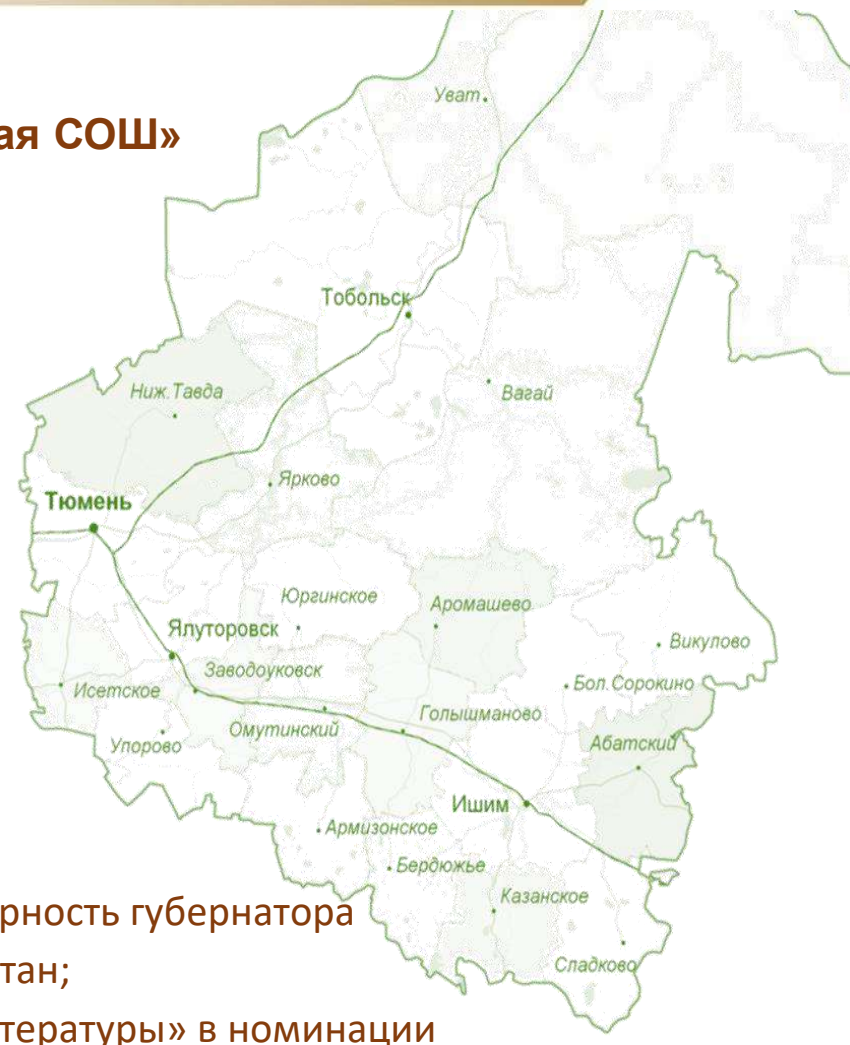 ая СОШ»
Уват
Тобольск
Ниж.Тавда
Вагай
Ярково
Тюмень
Юргинское
Аромашево
Ялуторовск
Викулово
Заводоуковск
Исетское
Бол.Сорокино
Омутинский
Голышманово
Упорово
Абатский
Ишим
Армизонское
Бердюжье
Казанское
рность губернатора
Сладково
тан;
тературы» в номинации